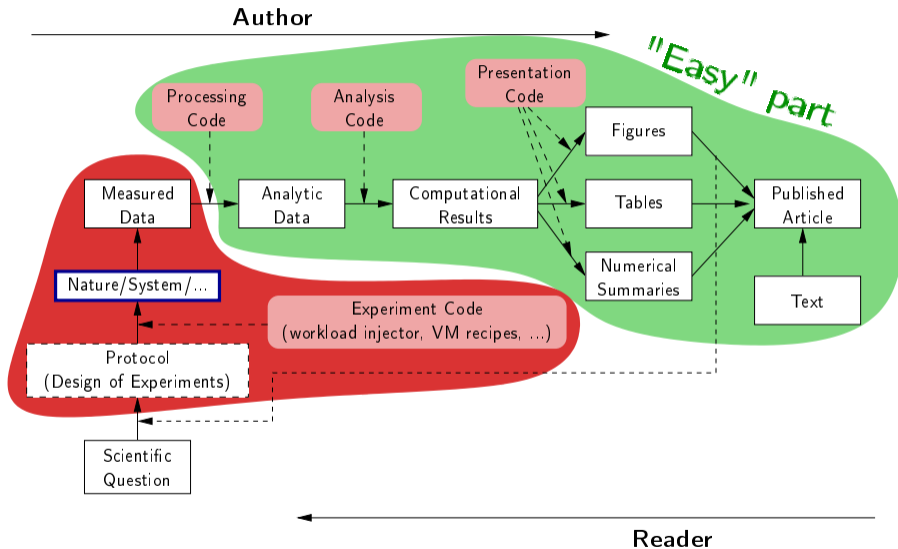 Author
"Easy" part
Processing
Code
Analysis
Code
Presentation
Code
Figures
Measured
Data
Analytic
Data
Computational
Results
Tables
Published
Article
Nature/System/...
Numerical
Summaries
Text
Experiment Code
(workload injector, VM recipes, ...)
Protocol
(Design of Experiments)
Scientific
Question
Reader